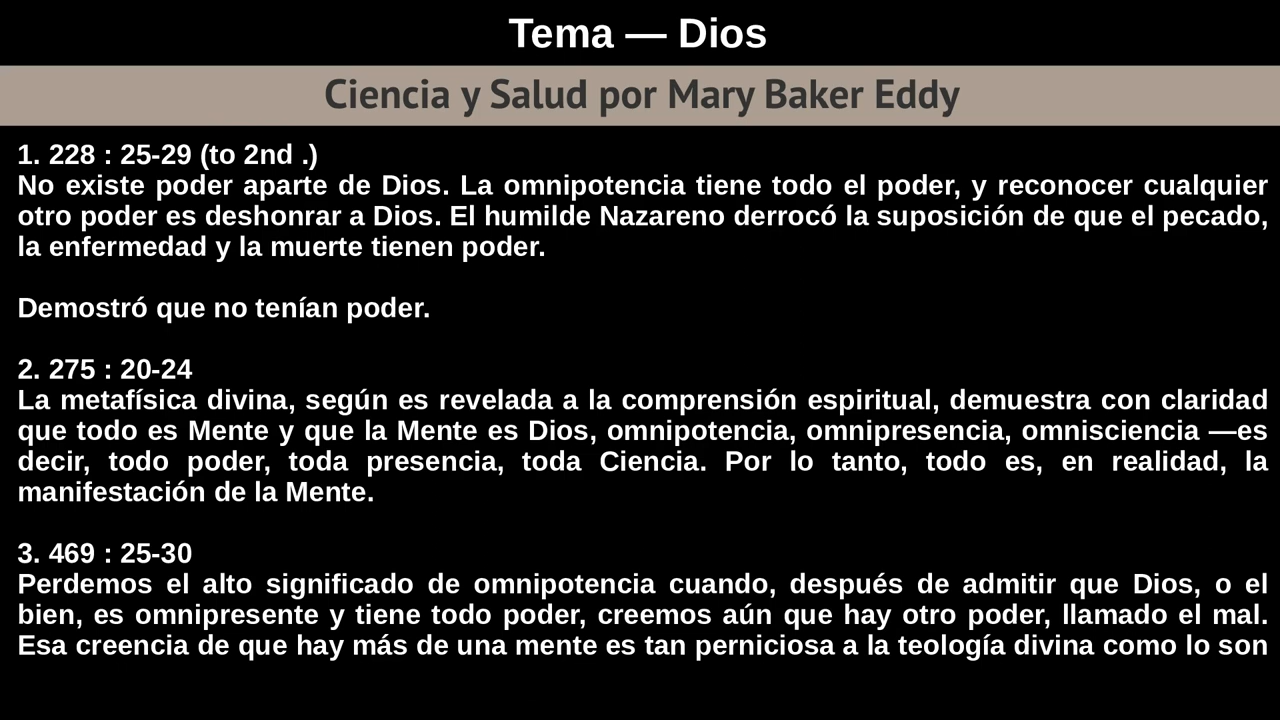 Tema — Dios
Ciencia y Salud por Mary Baker Eddy
1. 228 : 25-29 (to 2nd .)
No existe poder aparte de Dios. La omnipotencia tiene todo el poder, y reconocer cualquier
otro poder es deshonrar a Dios. El humilde Nazareno derrocó la suposición de que el pecado,
la enfermedad y la muerte tienen poder.
Demostró que no tenían poder.
2. 275 : 20-24
La metafísica divina, según es revelada a la comprensión espiritual, demuestra con claridad
que todo es Mente y que la Mente es Dios, omnipotencia, omnipresencia, omnisciencia —es
decir, todo poder, toda presencia, toda Ciencia. Por lo tanto, todo es, en realidad, la
manifestación de la Mente.
3. 469 : 25-30
Perdemos el alto significado de omnipotencia cuando, después de admitir que Dios, o el
bien, es omnipresente y tiene todo poder, creemos aún que hay otro poder, llamado el mal.
Esa creencia de que hay más de una mente es tan perniciosa a la teología divina como lo son